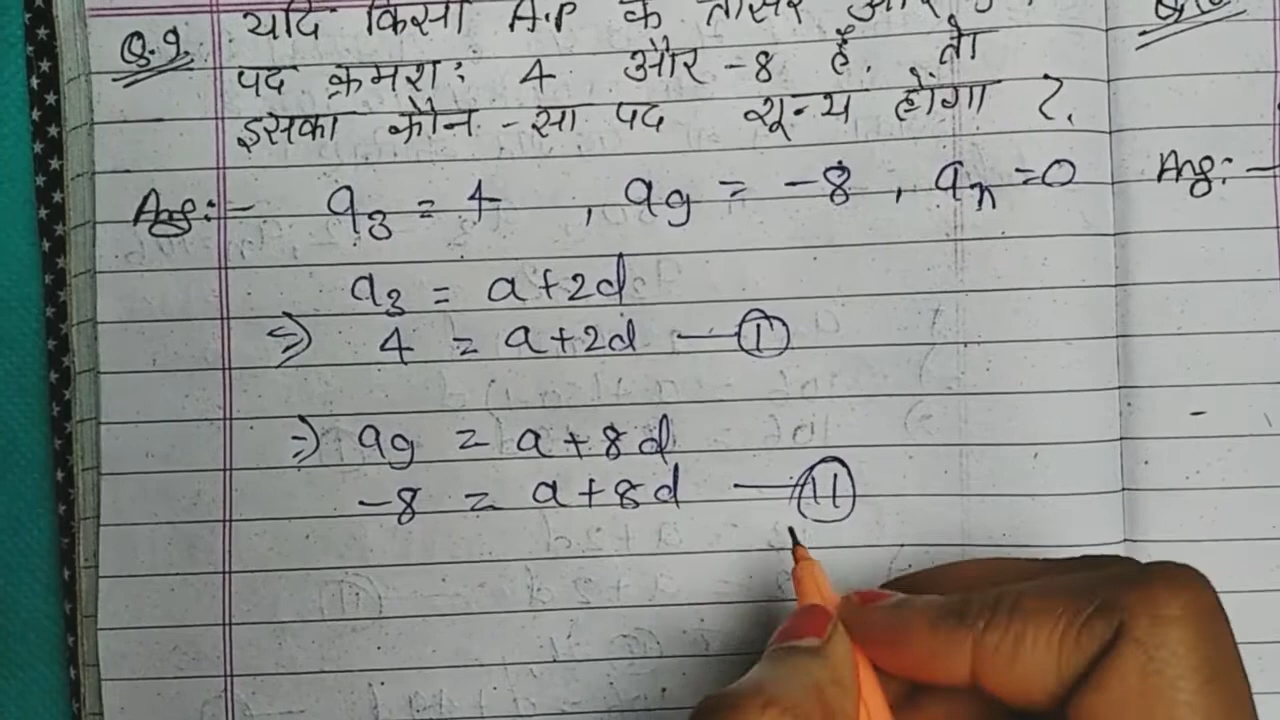 Q.9 यदि किसी A.P के तीसरे और
पद क्रमश: 4 और -8 हैं. तो
इसका कौन-सा पद शून्य होगा ?.
Ans:- a3 = 4 , a9 = -8 , an = 0
Ans:-
a3 = a+2d
⇒ 4 = a+2d — (I)
⇒ a9 = a+8d
-8 = a+8d — (II)